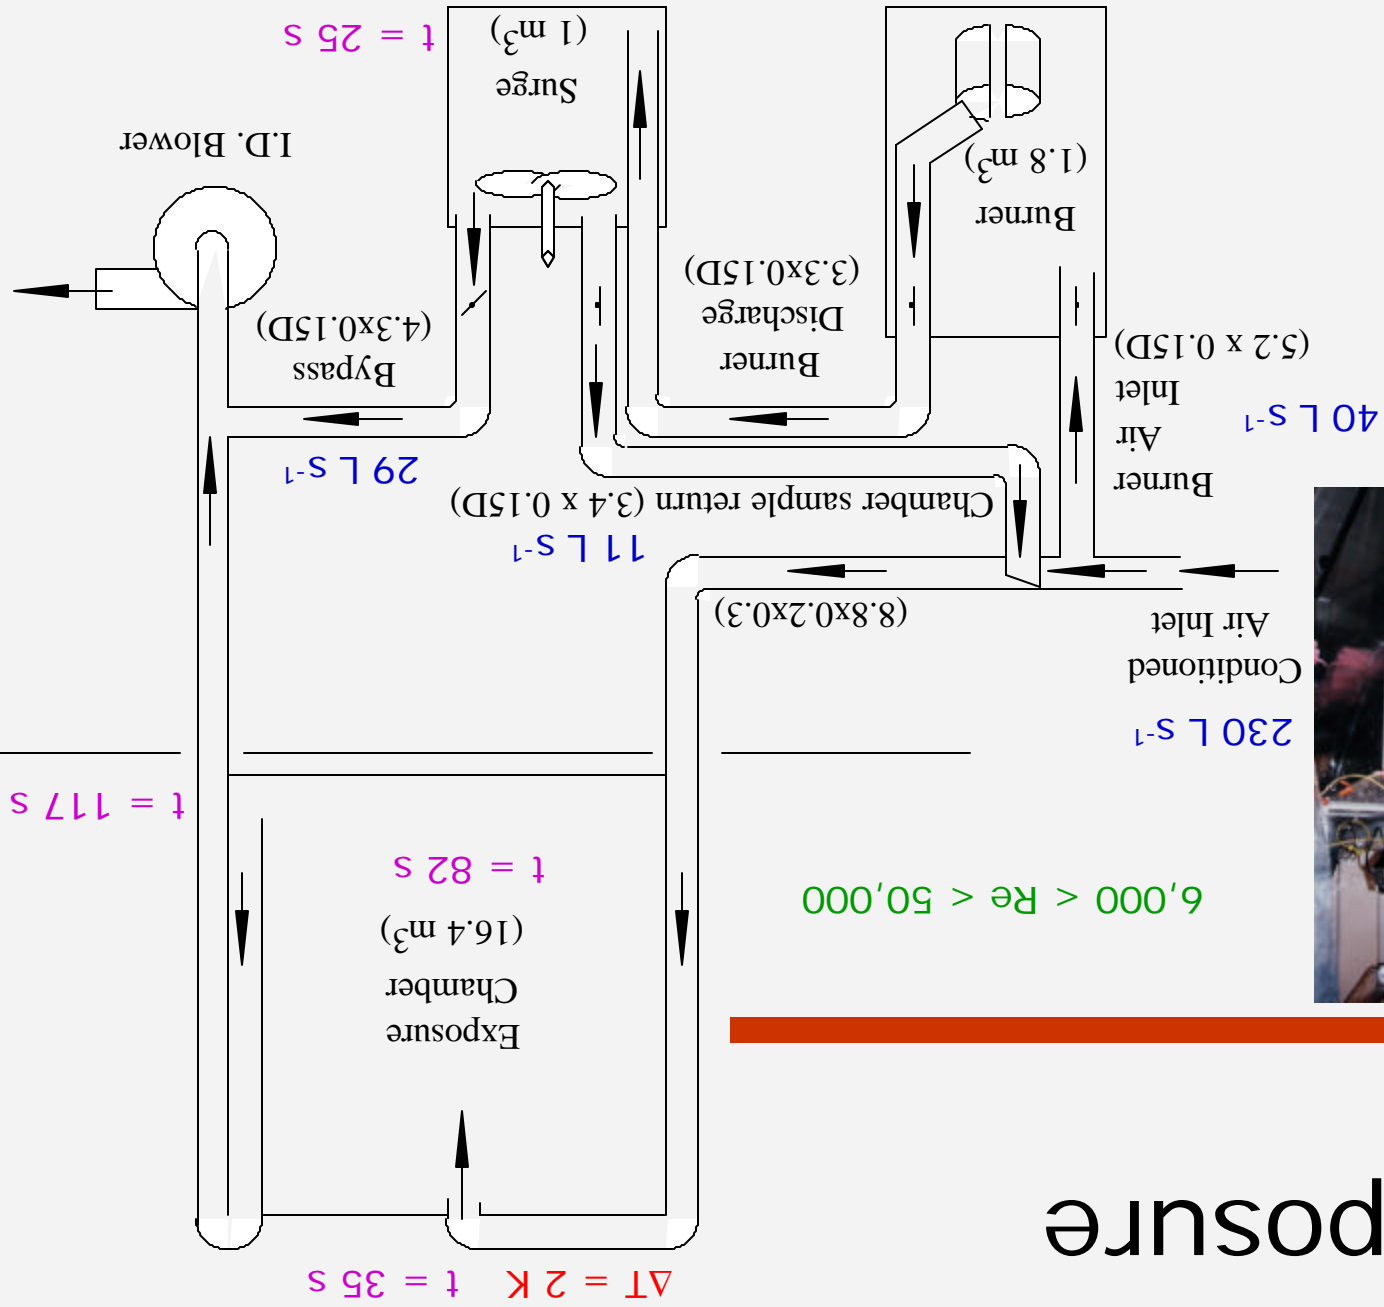 posure
ΔT = 2 K
t = 35 s
Exposure
Chamber
(16.4 m³)
t = 82 s
6,000 < Re < 50,000
t = 117 s
230 L s⁻¹
Conditioned
Air Inlet
(8.8x0.2x0.3)
11 L s⁻¹
Chamber sample return (3.4 x 0.15D)
29 L s⁻¹
Burner
Air
Inlet
(5.2 x 0.15D)
40 L s⁻¹
Burner
Discharge
(3.3x0.15D)
Bypass
(4.3x0.15D)
Burner
(1.8 m³)
I.D. Blower
Surge
(1 m³)
t = 25 s